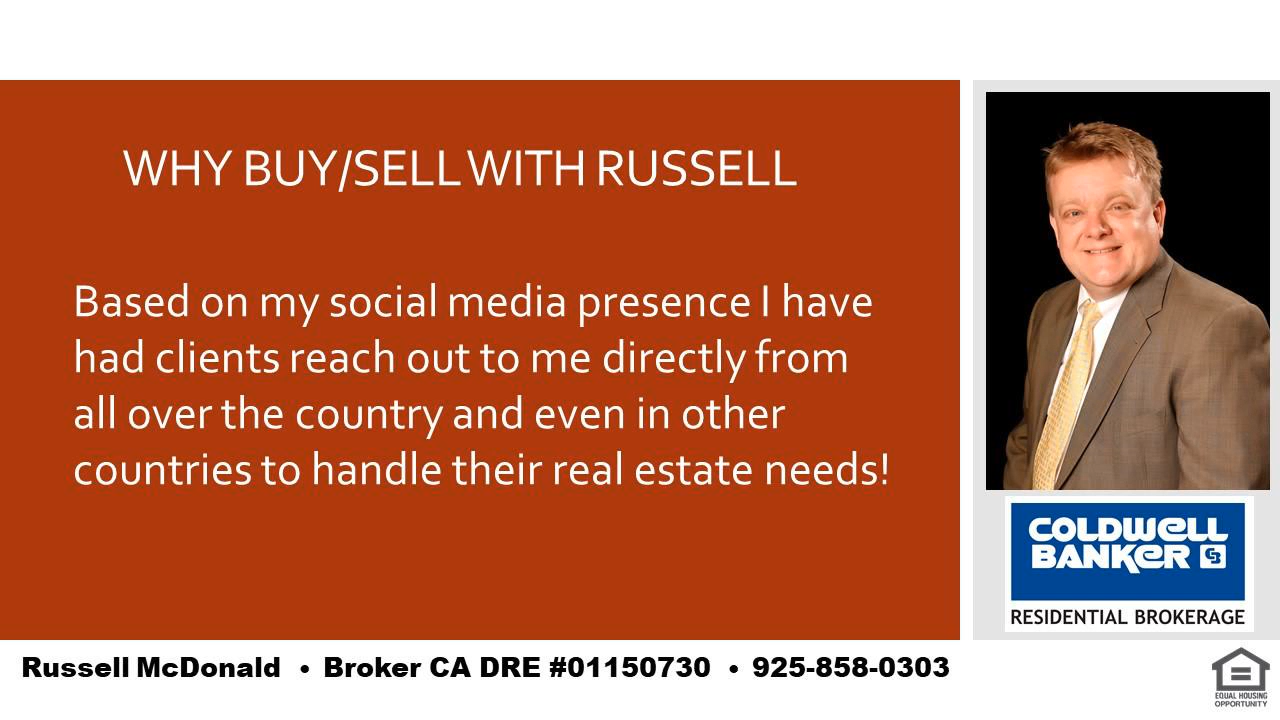 WHY BUY/SELL WITH RUSSELL
Based on my social media presence I have
had clients reach out to me directly from
all over the country and even in other
countries to handle their real estate needs!
COLDWELL
BANKER CB
RESIDENTIAL BROKERAGE
Russell McDonald • Broker CA DRE #01150730 • 925-858-0303
EQUAL HOUSING
OPPORTUNITY